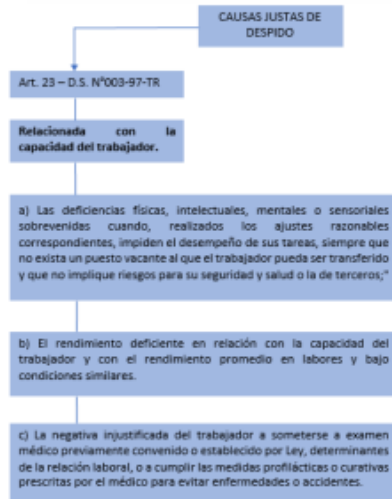 CAUSAS JUSTAS DE
DESPIDO
Art. 23 – D.S. N°003-97-TR
Relacionada con la
capacidad del trabajador.
a) Las deficiencias físicas, intelectuales, mentales o sensoriales
sobrevenidas cuando, realizados los ajustes razonables
correspondientes, impiden el desempeño de sus tareas, siempre que
no exista un puesto vacante al que el trabajador pueda ser transferido
y que no implique riesgos para su seguridad y salud o la de terceros;"
b) El rendimiento deficiente en relación con la capacidad del
trabajador y con el rendimiento promedio en labores y bajo
condiciones similares.
c) La negativa injustificada del trabajador a someterse a examen
médico previamente convenido o establecido por Ley, determinantes
de la relación laboral, o a cumplir las medidas profilácticas o curativas
prescritas por el médico para evitar enfermedades o accidentes.